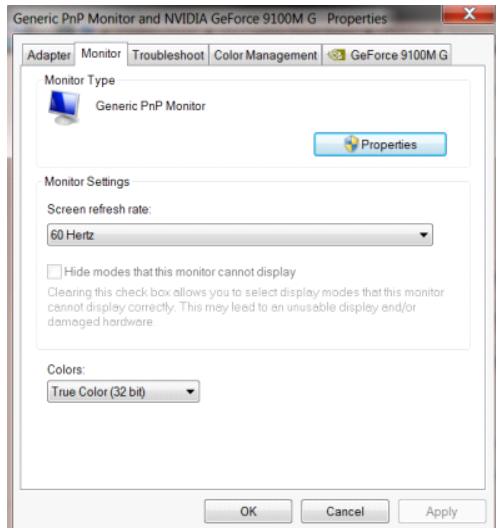 Generic PnP Monitor and NVIDIA GeForce 9100M G Properties
Adapter Monitor Troubleshoot Color Management GeForce 9100M G
Monitor Type
Generic PnP Monitor
Properties
Monitor Settings
Screen refresh rate:
60 Hertz
Hide modes that this monitor cannot display
Clearing this check box allows you to select display modes that this monitor
cannot display correctly. This may lead to an unusable display and/or
damaged hardware.
Colors:
True Color (32 bit)
OK Cancel Apply